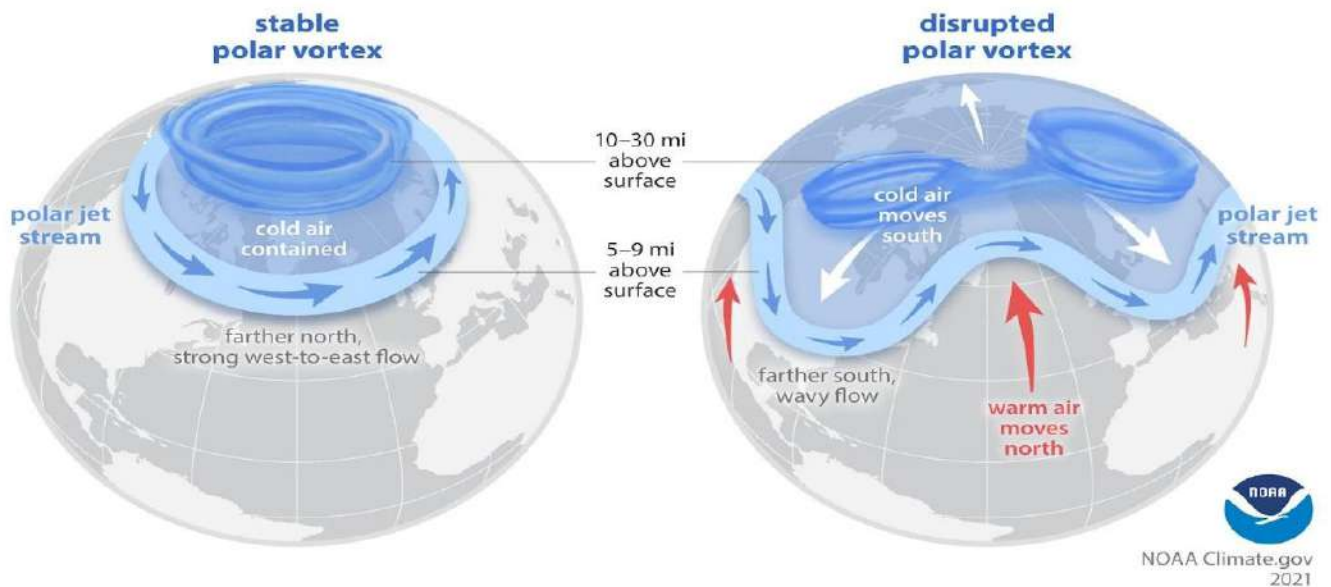 stable
polar vortex
disrupted
polar vortex
10–30 mi
above
surface
polar jet
stream
cold air
contained
5–9 mi
above
surface
farther north,
strong west-to-east flow
cold air
moves
south
polar jet
stream
farther south,
wavy flow
warm air
moves
north
NOAA
NOAA Climate.gov
2021